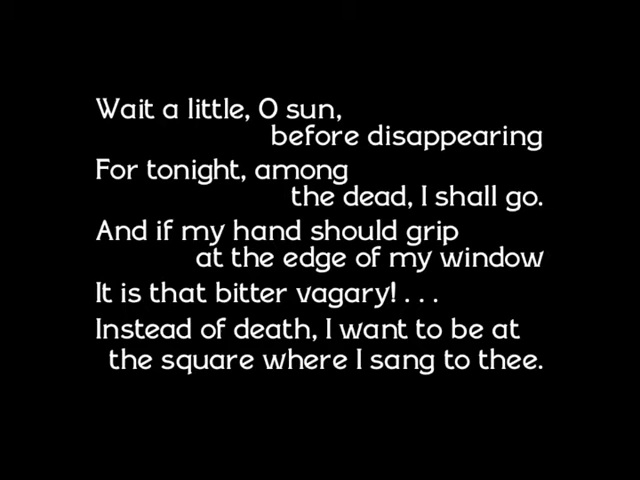 Wait a little, O sun,
before disappearing
For tonight, among
the dead, I shall go.
And if my hand should grip
at the edge of my window
It is that bitter vagary! . . .
Instead of death, I want to be at
the square where I sang to thee.